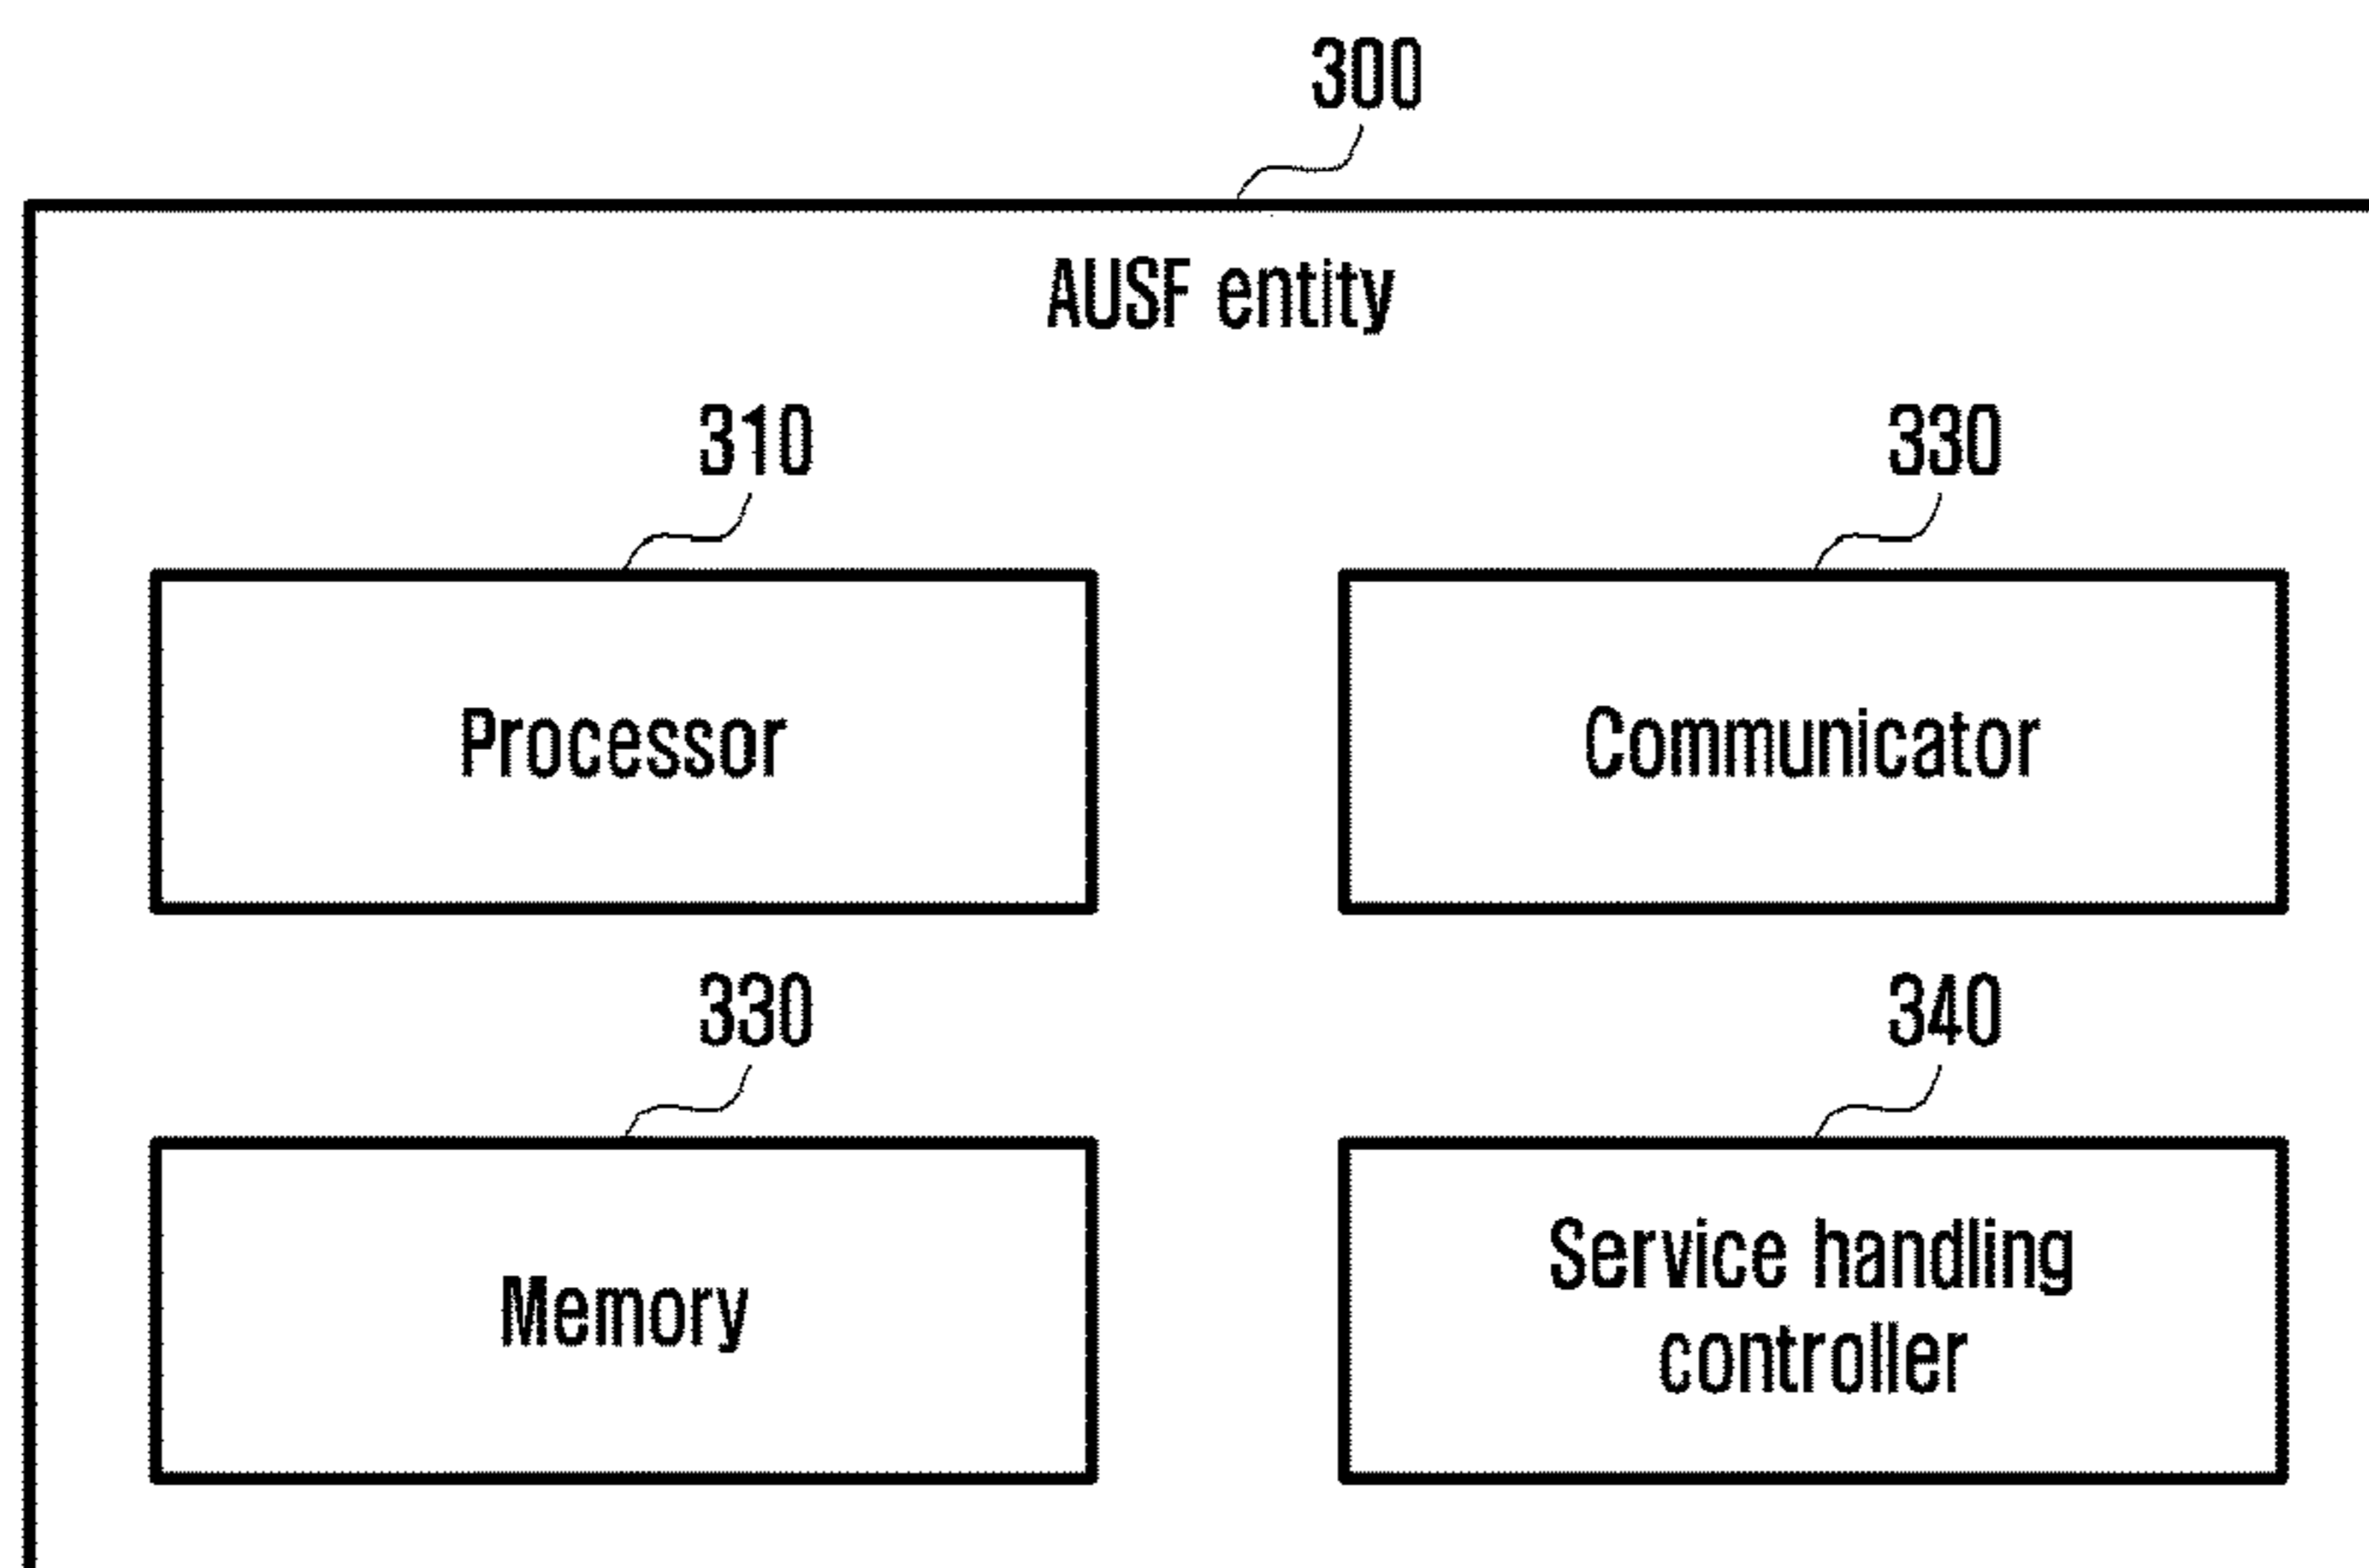 300
AUSF entity
310
330
Processor
Communicator
330
340
Memory
Service handling
controller